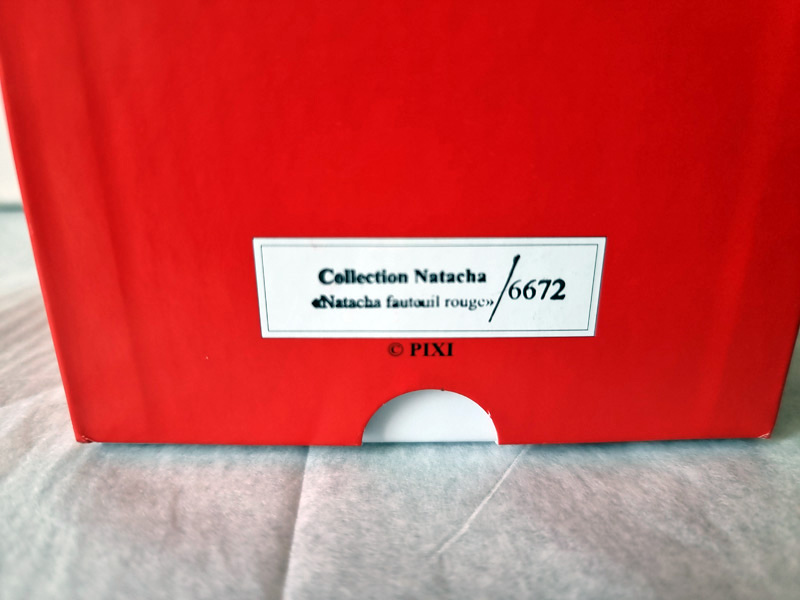 Collection Natacha
«Natacha fauteuil rouge»
/6672
© PIXI